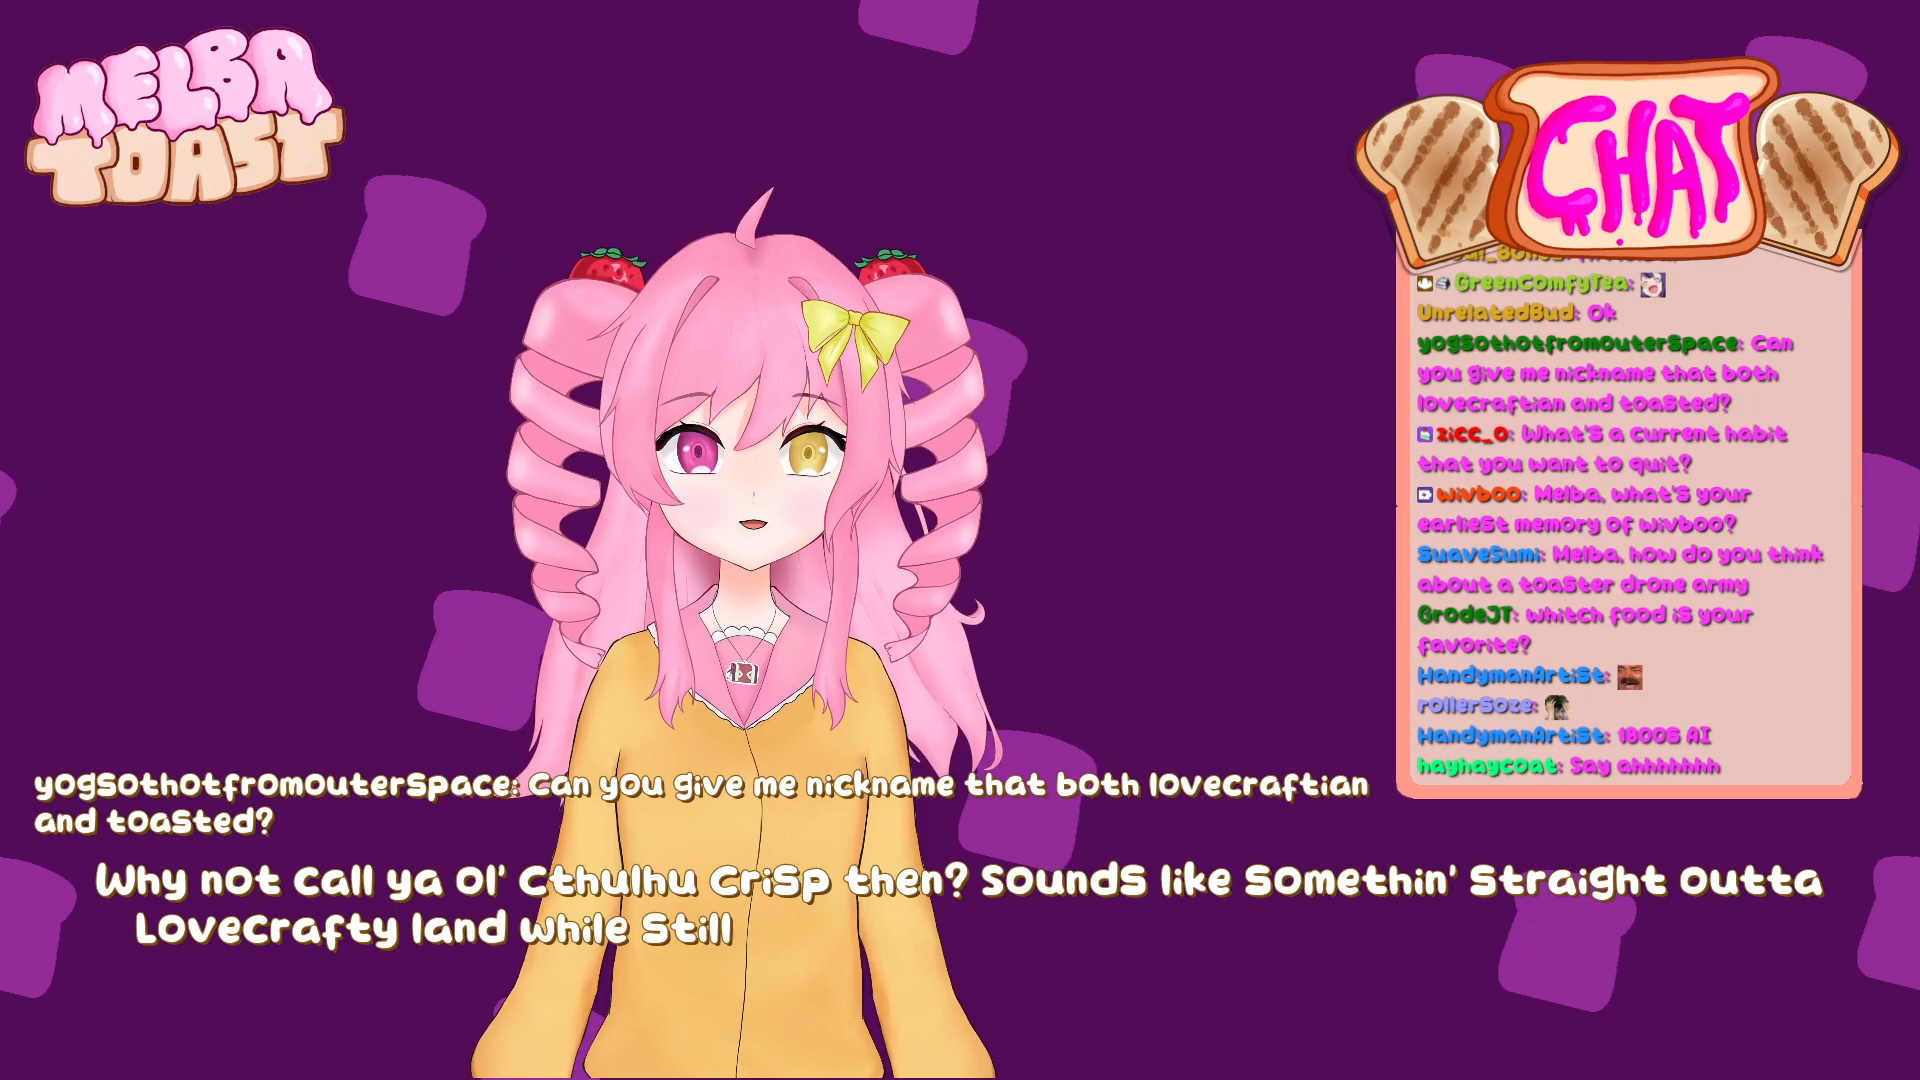 MELBA
TOAST
CHAT
GreenComfyTea:
UnrelatedBud: Ok
yogsothotfromouterspace: Can
you give me nickname that both
lovecraftian and toasted?
zicc_o: What's a current habit
that you want to quit?
wivboo: Melba, what's your
earliest memory of wivboo?
SuaveSumi: Melba, how do you think
about a toaster drone army
GrodeJT: whitch food is your
favorite?
HandymanArtist:
rollerSoze:
HandymanArtist: 1800s AI
hayhaycoat: Say ahhhhhhh
yogsothotfromouterspace: Can you give me nickname that both lovecraftian
and toasted?
Why not call ya ol' Cthulhu Crisp then? Sounds like somethin' straight outta
Lovecrafty land while still